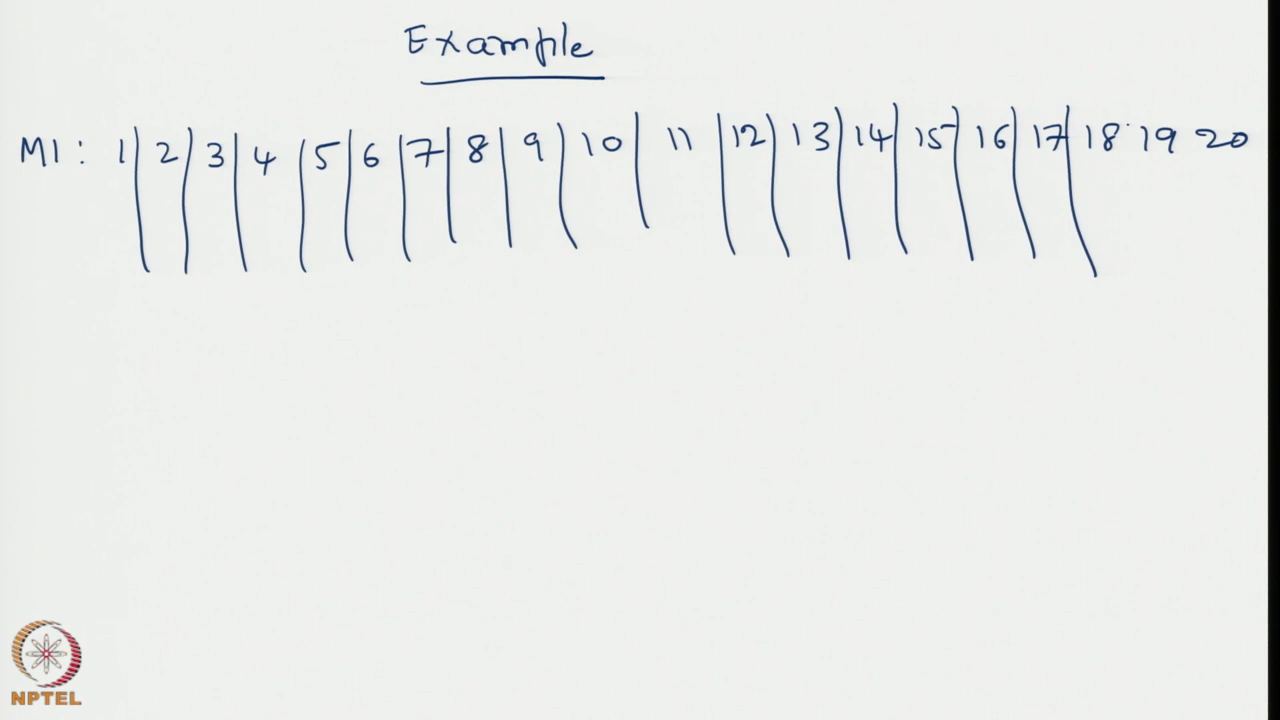 Example
M1: 1 | 2 | 3 | 4 | 5 | 6 | 7 | 8 | 9 | 10 | 11 | 12 | 13 | 14 | 15 | 16 | 17 | 18 19 20
NPTEL